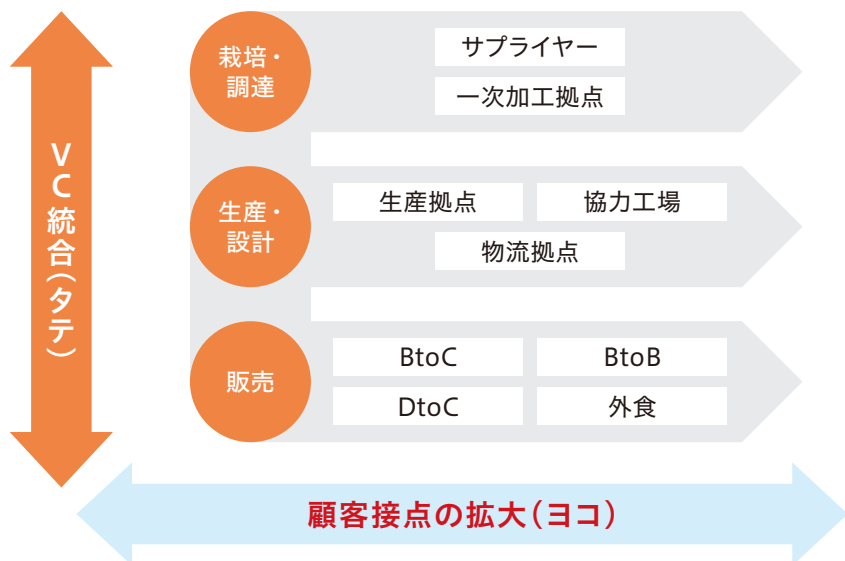 VC統合(タテ)
栽培・
調達
サプライヤー
一次加工拠点
生産・
設計
生産拠点
協力工場
物流拠点
販売
BtoC
BtoB
DtoC
外食
顧客接点の拡大(ヨコ)